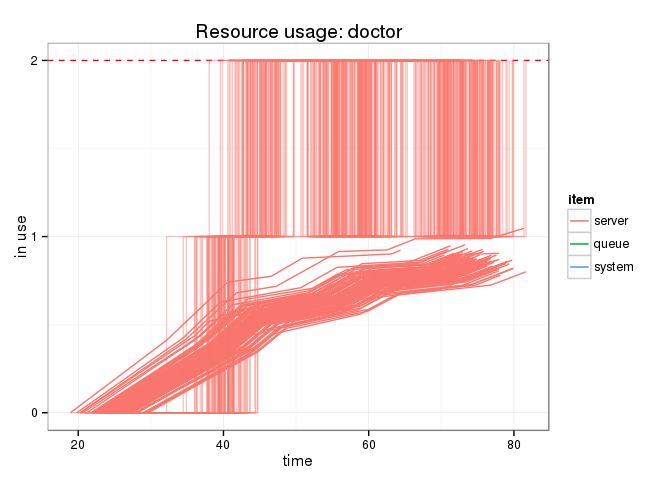 Resource usage: doctor
in use
2
1
0
20 40 60 80
time
item
server
queue
system